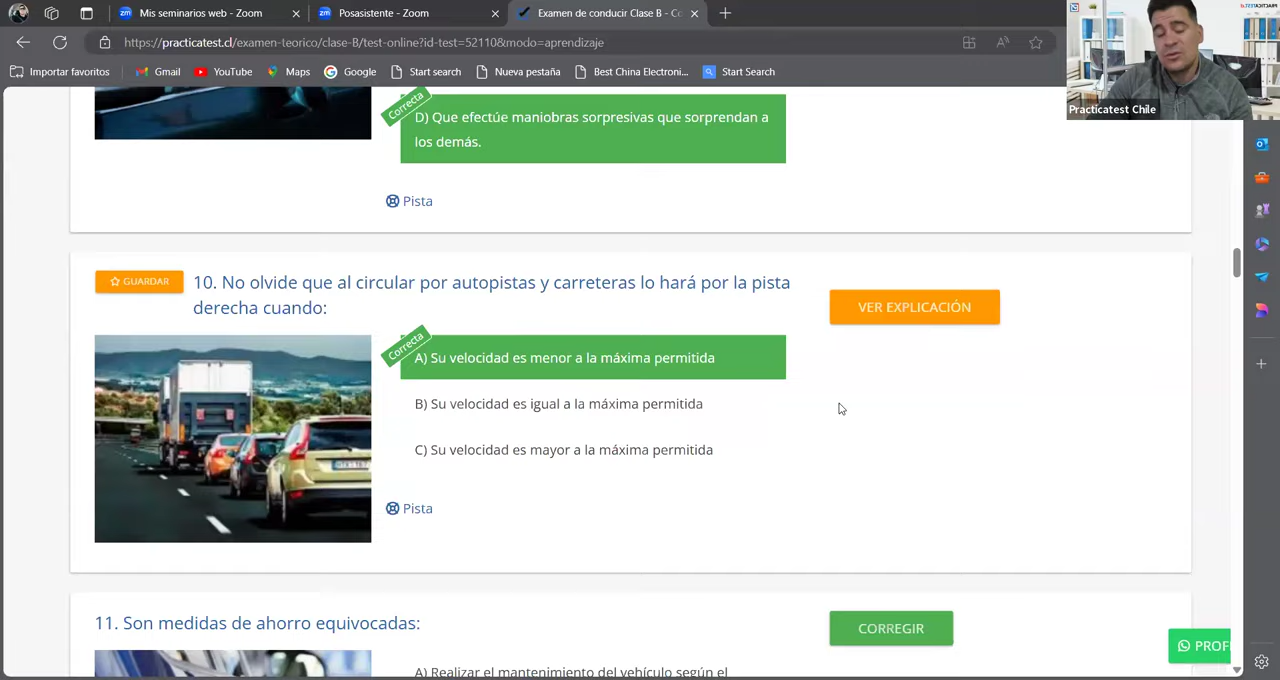 Mis seminarios web - Zoom
Posasistente - Zoom
Examen de conducir Clase B - Co
https://practicatest.cl/examen-teorico/clase-B/test-online?id-test=52110&modo=aprendizaje
Importar favoritos
Gmail
YouTube
Maps
Google
Start search
Nueva pestaña
Best China Electroni...
Start Search
Practicatest Chile
Correcta
D) Que efectúe maniobras sorpresivas que sorprendan a
los demás.
Pista
GUARDAR
10. No olvide que al circular por autopistas y carreteras lo hará por la pista
derecha cuando:
VER EXPLICACIÓN
Correcta
A) Su velocidad es menor a la máxima permitida
B) Su velocidad es igual a la máxima permitida
C) Su velocidad es mayor a la máxima permitida
Pista
11. Son medidas de ahorro equivocadas:
CORREGIR
A) Realizar el mantenimiento del vehículo según el
PROF